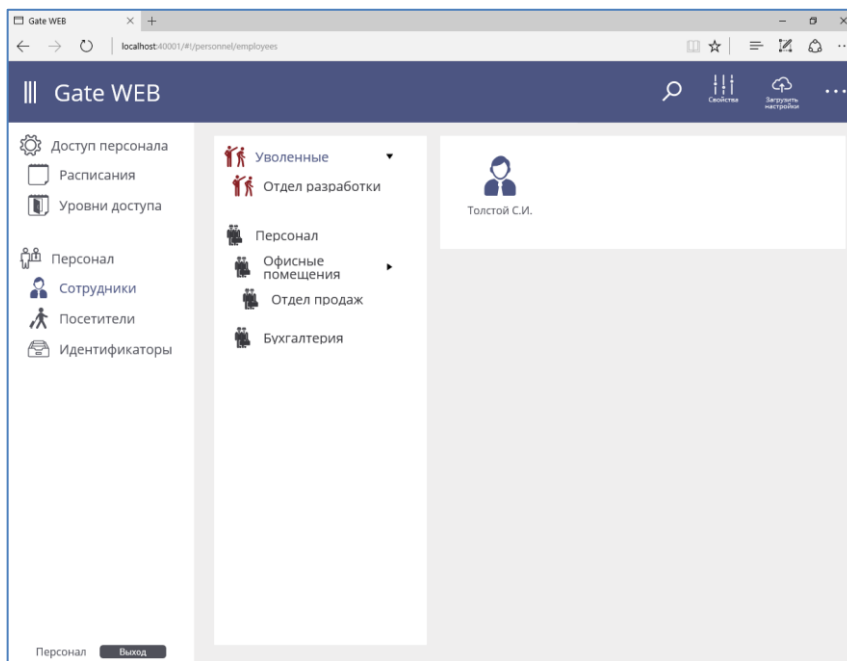 Gate WEB
localhost:40001/#!/personnel/employees
Gate WEB
Свойства
Загрузить
настройки
Доступ персонала
Расписания
Уровни доступа
Персонал
Сотрудники
Посетители
Идентификаторы
Уволенные
Отдел разработки
Персонал
Офисные
помещения
Отдел продаж
Бухгалтерия
Толстой С.И.
Персонал
Выход